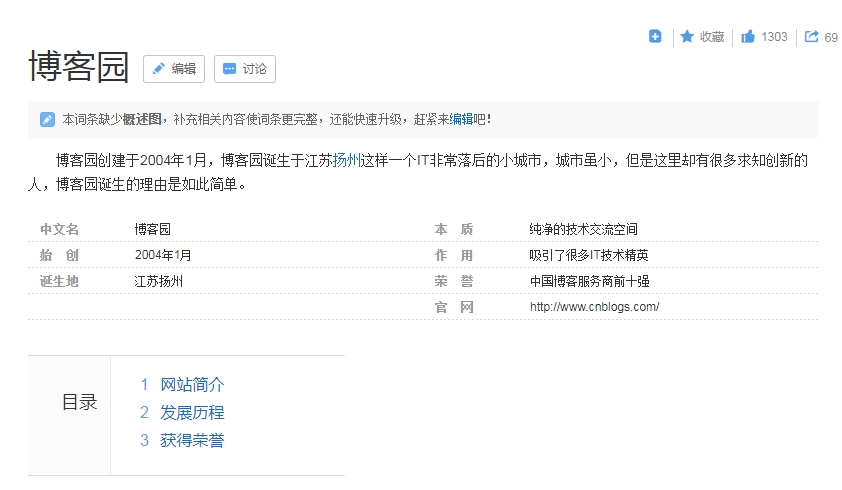 收藏 1303 69
博客园 编辑 讨论
本词条缺少概述图，补充相关内容使词条更完整，还能快速升级，赶紧来编辑吧！
博客园创建于2004年1月，博客园诞生于江苏扬州这样一个IT非常落后的小城市，城市虽小，但是这里却有很多求知创新的
人，博客园诞生的理由是如此简单。
中文名 博客园 本 质 纯净的技术交流空间
始 创 2004年1月 作 用 吸引了很多IT技术精英
诞生地 江苏扬州 荣 誉 中国博客服务商前十强
官 网 http://www.cnblogs.com/
目录
1 网站简介
2 发展历程
3 获得荣誉